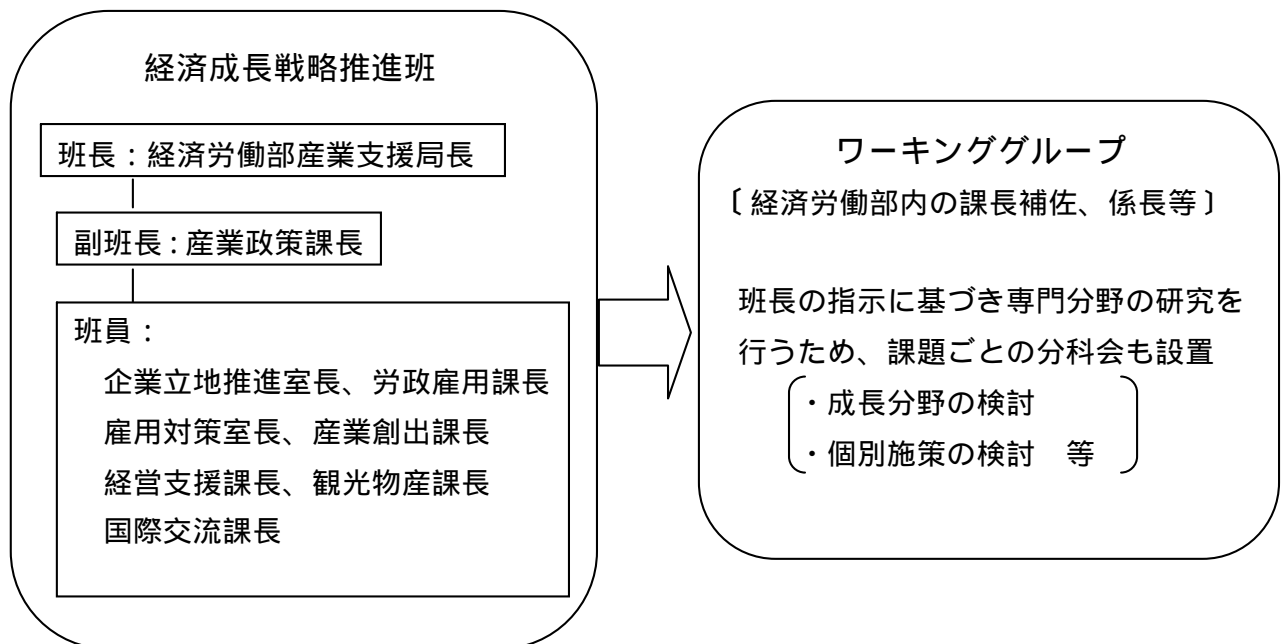 経済成長戦略推進班
班長：経済労働部産業支援局長
副班長：産業政策課長
班員：
企業立地推進室長、労政雇用課長
雇用対策室長、産業創出課長
経営支援課長、観光物産課長
国際交流課長
ワーキンググループ
〔経済労働部内の課長補佐、係長等〕
班長の指示に基づき専門分野の研究を
行うため、課題ごとの分科会も設置
・成長分野の検討
・個別施策の検討　等